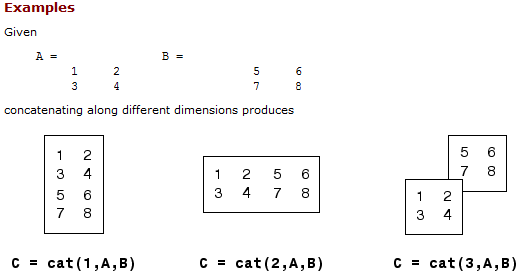 Examples
Given
A = B =
1 2 5 6
3 4 7 8
concatenating along different dimensions produces
1 2
3 4
5 6
7 8
1 2 5 6
3 4 7 8
5 6
7 8
1 2
3 4
C = cat(1,A,B) C = cat(2,A,B) C = cat(3,A,B)